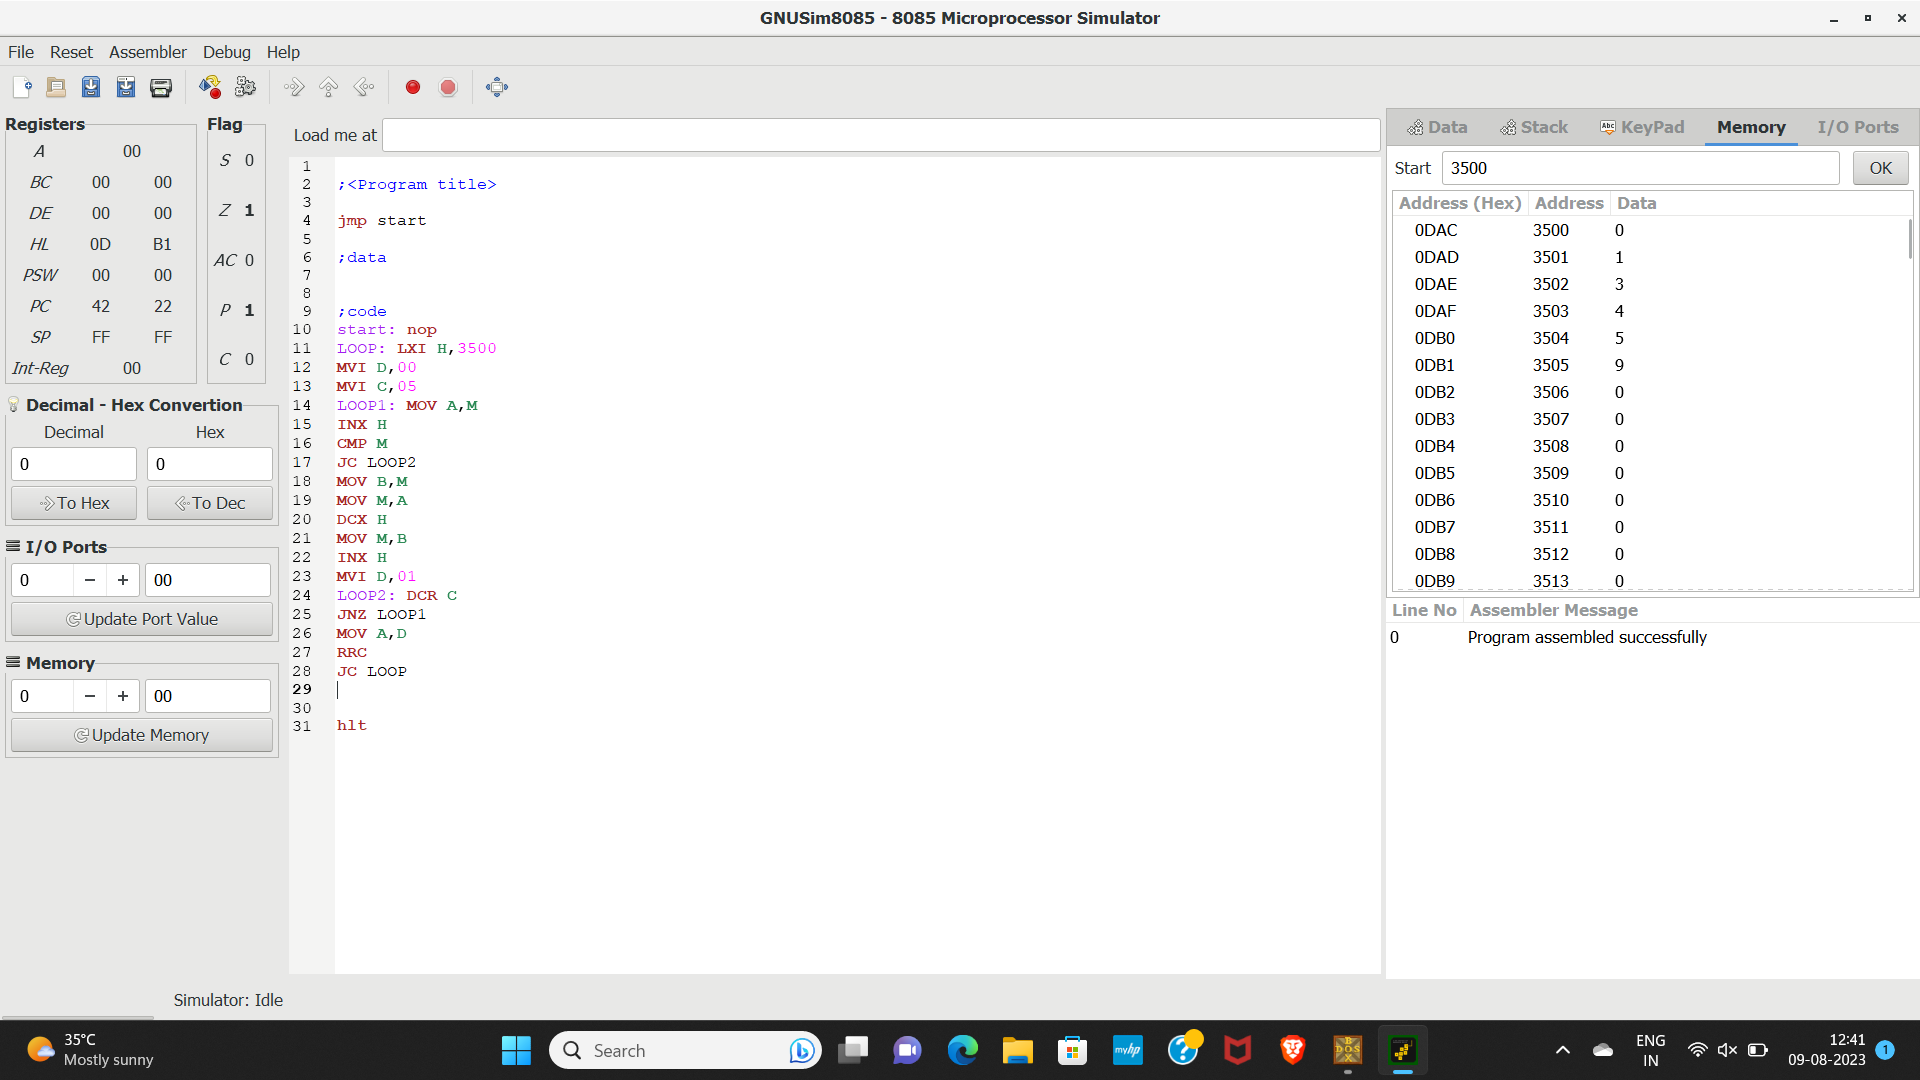 GNUSim8085 - 8085 Microprocessor Simulator
File Reset Assembler Debug Help
Registers
A 00
BC 00 00
DE 00 00
HL 0D B1
PSW 00 00
PC 42 22
SP FF FF
Int-Reg 00
Flag
S 0
Z 1
AC 0
P 1
C 0
Decimal - Hex Convertion
Decimal Hex
0 0
To Hex To Dec
I/O Ports
0 − + 00
Update Port Value
Memory
0 − + 00
Update Memory
Load me at
1
2 ;<Program title>
3
4 jmp start
5
6 ;data
7
8
9 ;code
10 start: nop
11 LOOP: LXI H,3500
12 MVI D,00
13 MVI C,05
14 LOOP1: MOV A,M
15 INX H
16 CMP M
17 JC LOOP2
18 MOV B,M
19 MOV M,A
20 DCX H
21 MOV M,B
22 INX H
23 MVI D,01
24 LOOP2: DCR C
25 JNZ LOOP1
26 MOV A,D
27 RRC
28 JC LOOP
29
30
31 hlt
Data Stack Abc KeyPad Memory I/O Ports
Start 3500 OK
Address (Hex) Address Data
0DAC 3500 0
0DAD 3501 1
0DAE 3502 3
0DAF 3503 4
0DB0 3504 5
0DB1 3505 9
0DB2 3506 0
0DB3 3507 0
0DB4 3508 0
0DB5 3509 0
0DB6 3510 0
0DB7 3511 0
0DB8 3512 0
0DB9 3513 0
Line No Assembler Message
0 Program assembled successfully
Simulator: Idle
35°C
Mostly sunny
Search
myhp
DOS
ENG
IN
12:41
09-08-2023
1